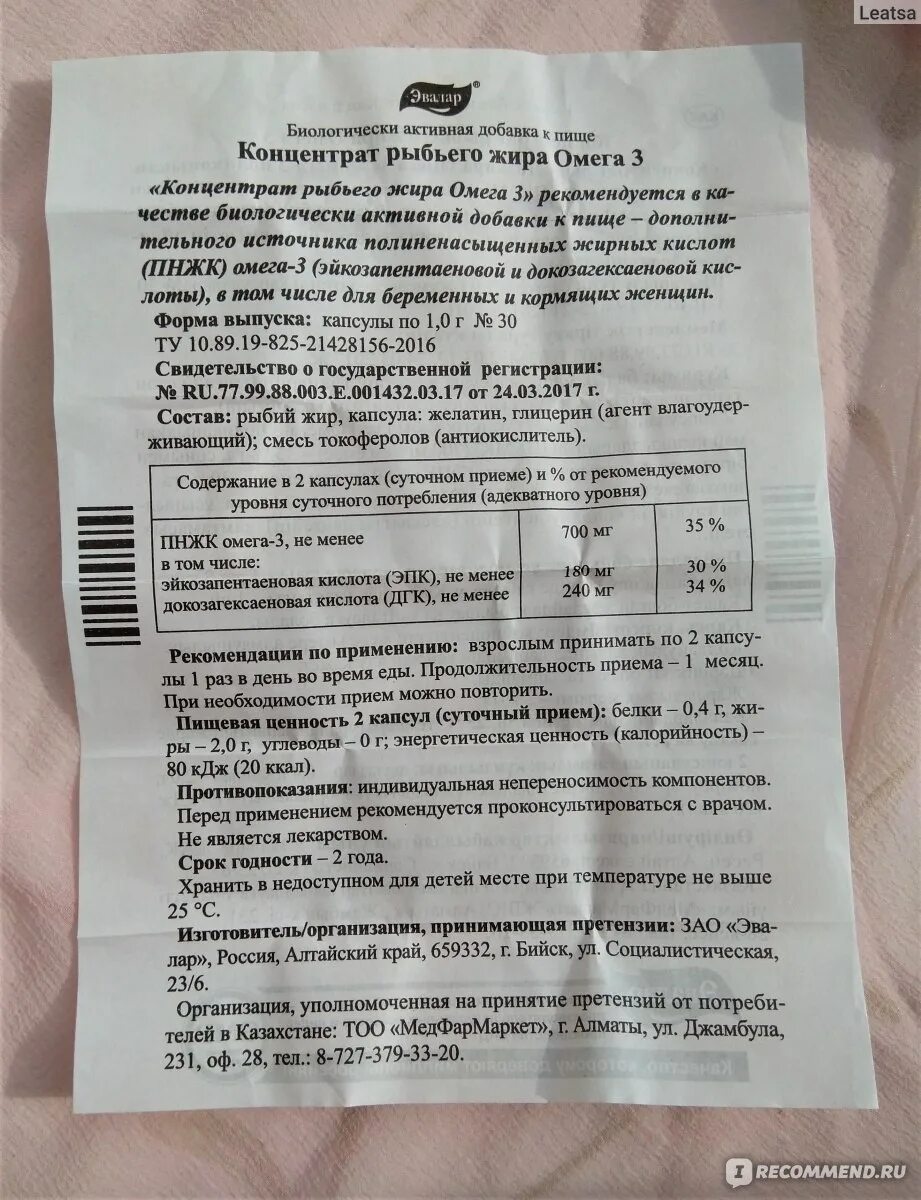 Leatsa
Эвалар®
Биологически активная добавка к пище
Концентрат рыбьего жира Омега 3
«Концентрат рыбьего жира Омега 3» рекомендуется в ка-
честве биологически активной добавки к пище – дополни-
тельного источника полиненасыщенных жирных кислот
(ПНЖК) омега-3 (эйкозапентаеновой и докозагексаеновой кис-
лоты), в том числе для беременных и кормящих женщин.
Форма выпуска: капсулы по 1,0 г № 30
ТУ 10.89.19-825-21428156-2016
Свидетельство о государственной регистрации:
№ RU.77.99.88.003.Е.001432.03.17 от 24.03.2017 г.
Состав: рыбий жир, капсула: желатин, глицерин (агент влагоудер-
живающий); смесь токоферолов (антиокислитель).
Содержание в 2 капсулах (суточном приеме) и % от рекомендуемого
уровня суточного потребления (адекватного уровня)
ПНЖК омега-3, не менее 700 мг 35 %
в том числе:
эйкозапентаеновая кислота (ЭПК), не менее 180 мг 30 %
докозагексаеновая кислота (ДГК), не менее 240 мг 34 %
Рекомендации по применению: взрослым принимать по 2 капсу-
лы 1 раз в день во время еды. Продолжительность приема – 1 месяц.
При необходимости прием можно повторить.
Пищевая ценность 2 капсул (суточный прием): белки – 0,4 г, жи-
ры – 2,0 г, углеводы – 0 г; энергетическая ценность (калорийность) –
80 кДж (20 ккал).
Противопоказания: индивидуальная непереносимость компонентов.
Перед применением рекомендуется проконсультироваться с врачом.
Не является лекарством.
Срок годности – 2 года.
Хранить в недоступном для детей месте при температуре не выше
25 °С.
Изготовитель/организация, принимающая претензии: ЗАО «Эва-
лар», Россия, Алтайский край, 659332, г. Бийск, ул. Социалистическая,
23/6.
Организация, уполномоченная на принятие претензий от потреби-
телей в Казахстане: ТОО «МедФарМаркет», г. Алматы, ул. Джамбула,
231, оф. 28, тел.: 8-727-379-33-20.
I RECOMMEND.RU